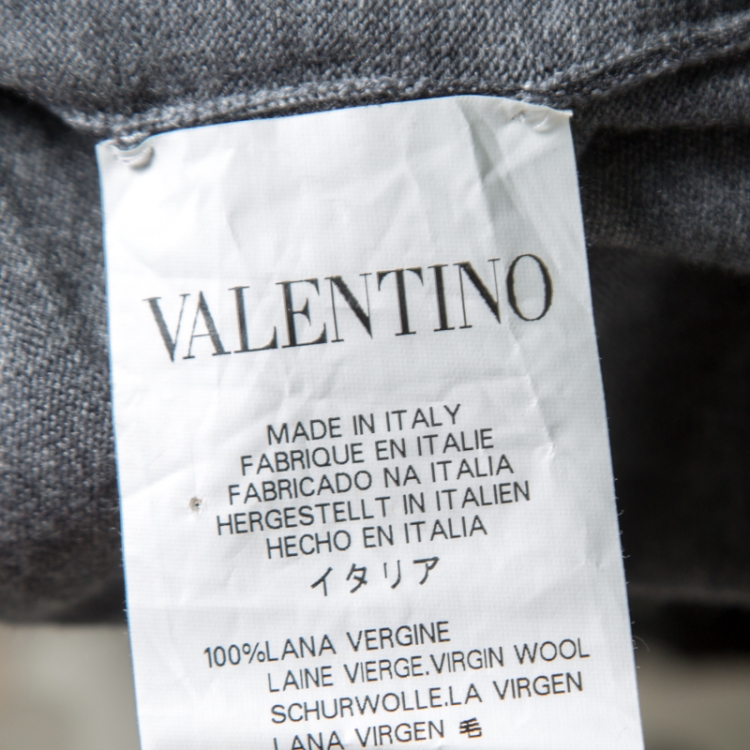 VALENTINO
MADE IN ITALY
FABRIQUE EN ITALIE
FABRICADO NA ITALIA
HERGESTELLT IN ITALIEN
HECHO EN ITALIA
イタリア
100%LANA VERGINE
LAINE VIERGE.VIRGIN WOOL
SCHURWOLLE.LA VIRGEN
LANA VIRGEN 毛